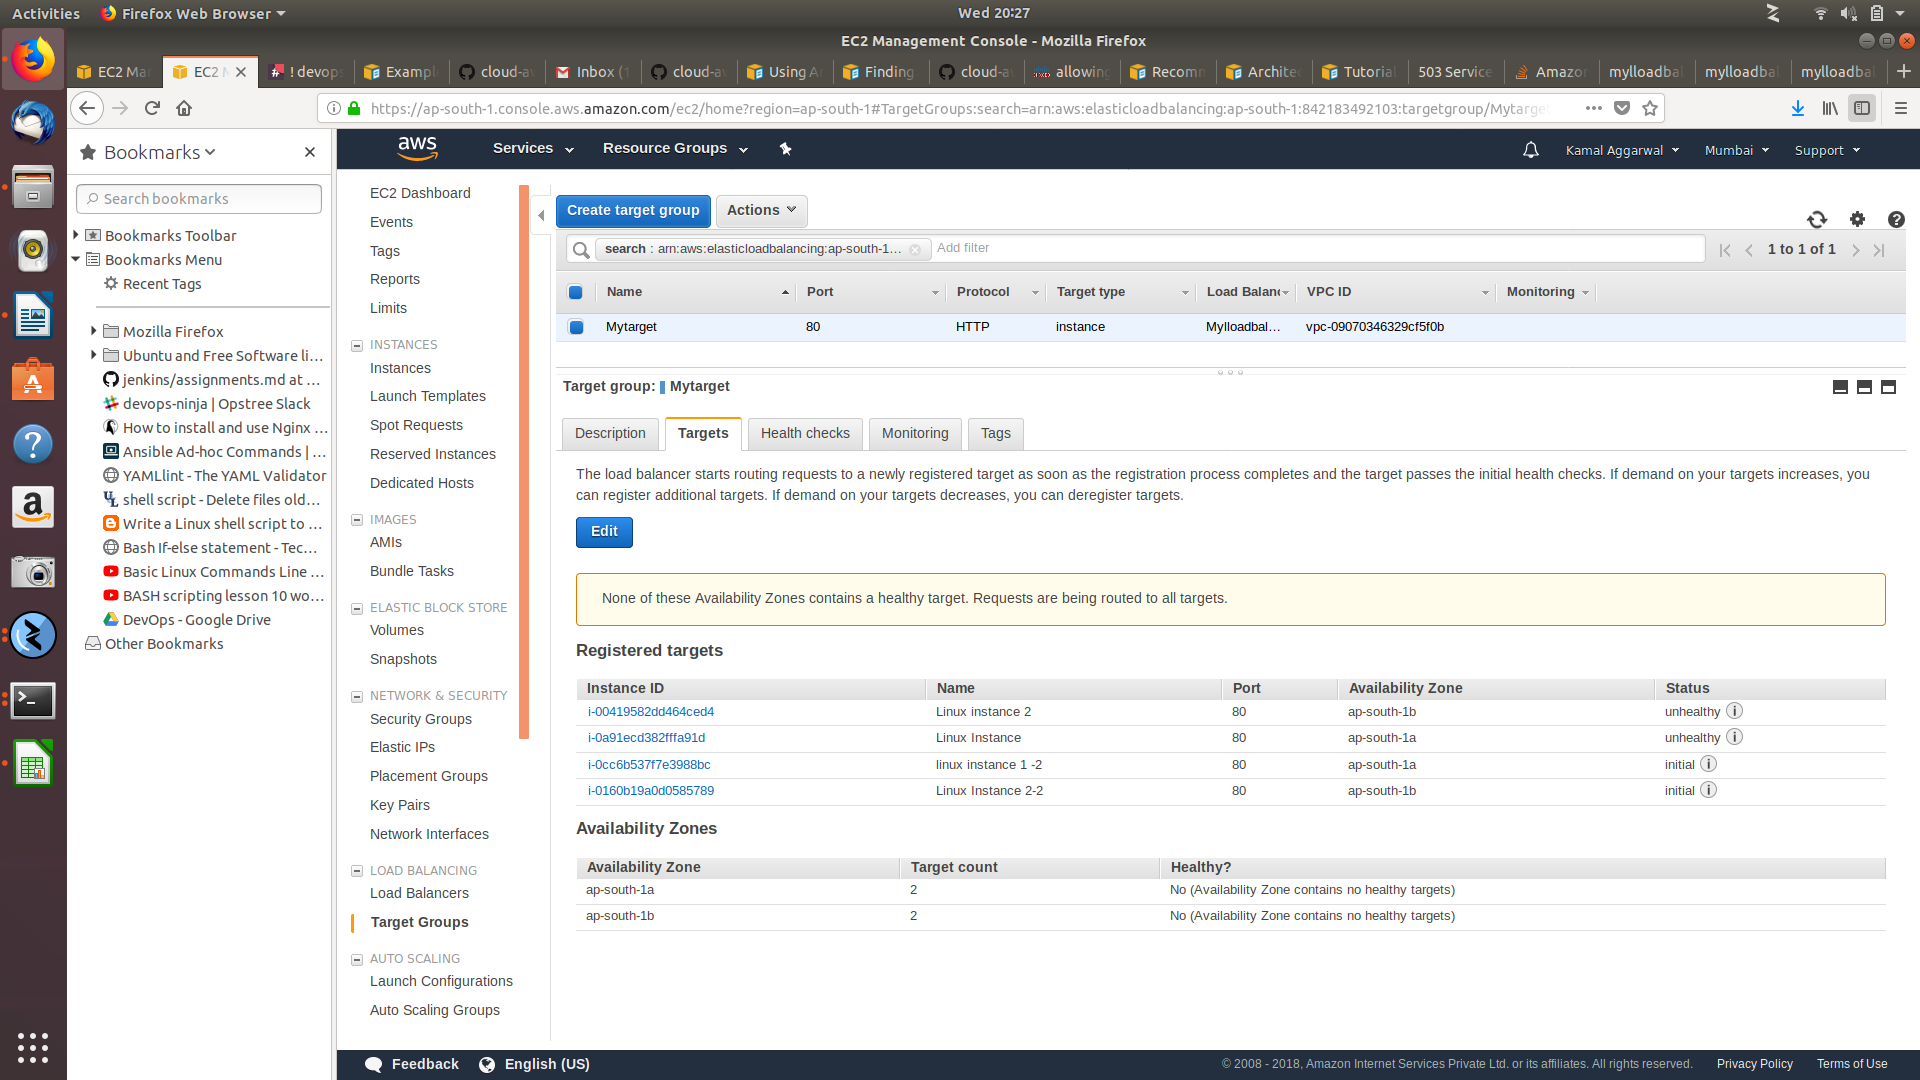 Activities
Firefox Web Browser
Wed 20:27
EC2 Management Console - Mozilla Firefox
EC2 Ma
EC2
! devops
Exampl
cloud-a
Inbox (1
cloud-a
Using A
Finding
cloud-a
allowing
Recom
Archite
Tutoria
503 Service
Amazo
mylloadbal
mylloadbal
mylloadbal
https://ap-south-1.console.aws.amazon.com/ec2/home?region=ap-south-1#TargetGroups:search=arn:aws:elasticloadbalancing:ap-south-1:842183492103:targetgroup/Mytarge
Bookmarks
Search bookmarks
Bookmarks Toolbar
Bookmarks Menu
Recent Tags
Mozilla Firefox
Ubuntu and Free Software li…
jenkins/assignments.md at …
devops-ninja | Opstree Slack
How to install and use Nginx …
Ansible Ad-hoc Commands | …
YAMLlint - The YAML Validator
shell script - Delete files old…
Write a Linux shell script to …
Bash If-else statement - Tec…
Basic Linux Commands Line …
BASH scripting lesson 10 wo…
DevOps - Google Drive
Other Bookmarks
aws
Services
Resource Groups
Kamal Aggarwal
Mumbai
Support
EC2 Dashboard
Events
Tags
Reports
Limits
INSTANCES
Instances
Launch Templates
Spot Requests
Reserved Instances
Dedicated Hosts
IMAGES
AMIs
Bundle Tasks
ELASTIC BLOCK STORE
Volumes
Snapshots
NETWORK & SECURITY
Security Groups
Elastic IPs
Placement Groups
Key Pairs
Network Interfaces
LOAD BALANCING
Load Balancers
Target Groups
AUTO SCALING
Launch Configurations
Auto Scaling Groups
Create target group
Actions
search : arn:aws:elasticloadbalancing:ap-south-1…
Add filter
1 to 1 of 1
Name Port Protocol Target type Load Balan VPC ID Monitoring
Mytarget 80 HTTP instance Mylloadbal… vpc-09070346329cf5f0b
Target group: Mytarget
Description
Targets
Health checks
Monitoring
Tags
The load balancer starts routing requests to a newly registered target as soon as the registration process completes and the target passes the initial health checks. If demand on your targets increases, you
can register additional targets. If demand on your targets decreases, you can deregister targets.
Edit
None of these Availability Zones contains a healthy target. Requests are being routed to all targets.
Registered targets
Instance ID Name Port Availability Zone Status
i-00419582dd464ced4 Linux instance 2 80 ap-south-1b unhealthy
i-0a91ecd382fffa91d Linux Instance 80 ap-south-1a unhealthy
i-0cc6b537f7e3988bc linux instance 1 -2 80 ap-south-1a initial
i-0160b19a0d0585789 Linux Instance 2-2 80 ap-south-1b initial
Availability Zones
Availability Zone Target count Healthy?
ap-south-1a 2 No (Availability Zone contains no healthy targets)
ap-south-1b 2 No (Availability Zone contains no healthy targets)
Feedback
English (US)
© 2008 - 2018, Amazon Internet Services Private Ltd. or its affiliates. All rights reserved.
Privacy Policy
Terms of Use